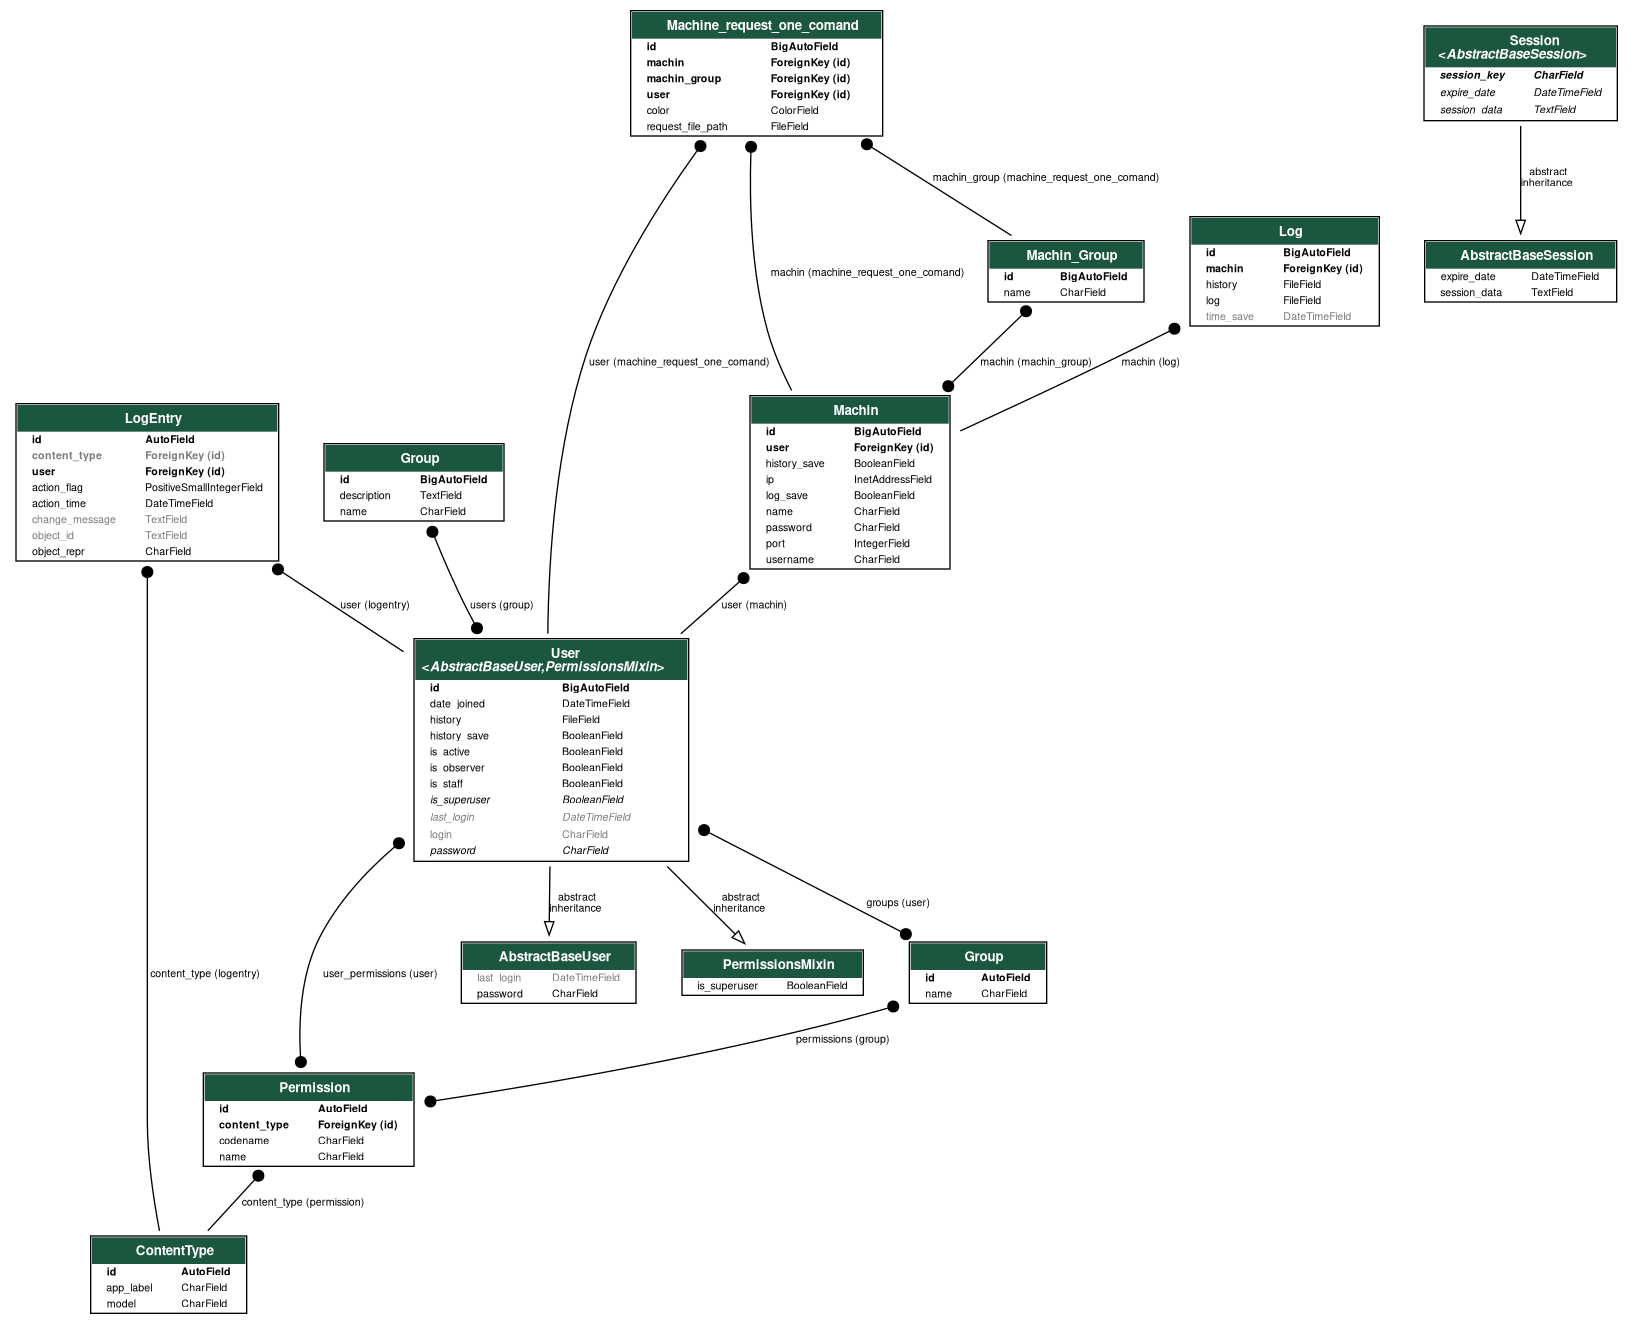 Machine_request_one_comand
id BigAutoField
machin ForeignKey (id)
machin_group ForeignKey (id)
user ForeignKey (id)
color ColorField
request_file_path FileField
Session
<AbstractBaseSession>
session_key CharField
expire_date DateTimeField
session_data TextField
abstract
inheritance
AbstractBaseSession
expire_date DateTimeField
session_data TextField
machin_group (machine_request_one_comand)
machin (machine_request_one_comand)
user (machine_request_one_comand)
Machin_Group
id BigAutoField
name CharField
Log
id BigAutoField
machin ForeignKey (id)
history FileField
log FileField
time_save DateTimeField
machin (machin_group)
machin (log)
Machin
id BigAutoField
user ForeignKey (id)
history_save BooleanField
ip InetAddressField
log_save BooleanField
name CharField
password CharField
port IntegerField
username CharField
LogEntry
id AutoField
content_type ForeignKey (id)
user ForeignKey (id)
action_flag PositiveSmallIntegerField
action_time DateTimeField
change_message TextField
object_id TextField
object_repr CharField
Group
id BigAutoField
description TextField
name CharField
user (logentry)
users (group)
user (machin)
User
<AbstractBaseUser,PermissionsMixin>
id BigAutoField
date_joined DateTimeField
history FileField
history_save BooleanField
is_active BooleanField
is_observer BooleanField
is_staff BooleanField
is_superuser BooleanField
last_login DateTimeField
login CharField
password CharField
abstract
inheritance
abstract
inheritance
groups (user)
content_type (logentry)
user_permissions (user)
AbstractBaseUser
last_login DateTimeField
password CharField
PermissionsMixin
is_superuser BooleanField
Group
id AutoField
name CharField
permissions (group)
Permission
id AutoField
content_type ForeignKey (id)
codename CharField
name CharField
content_type (permission)
ContentType
id AutoField
app_label CharField
model CharField